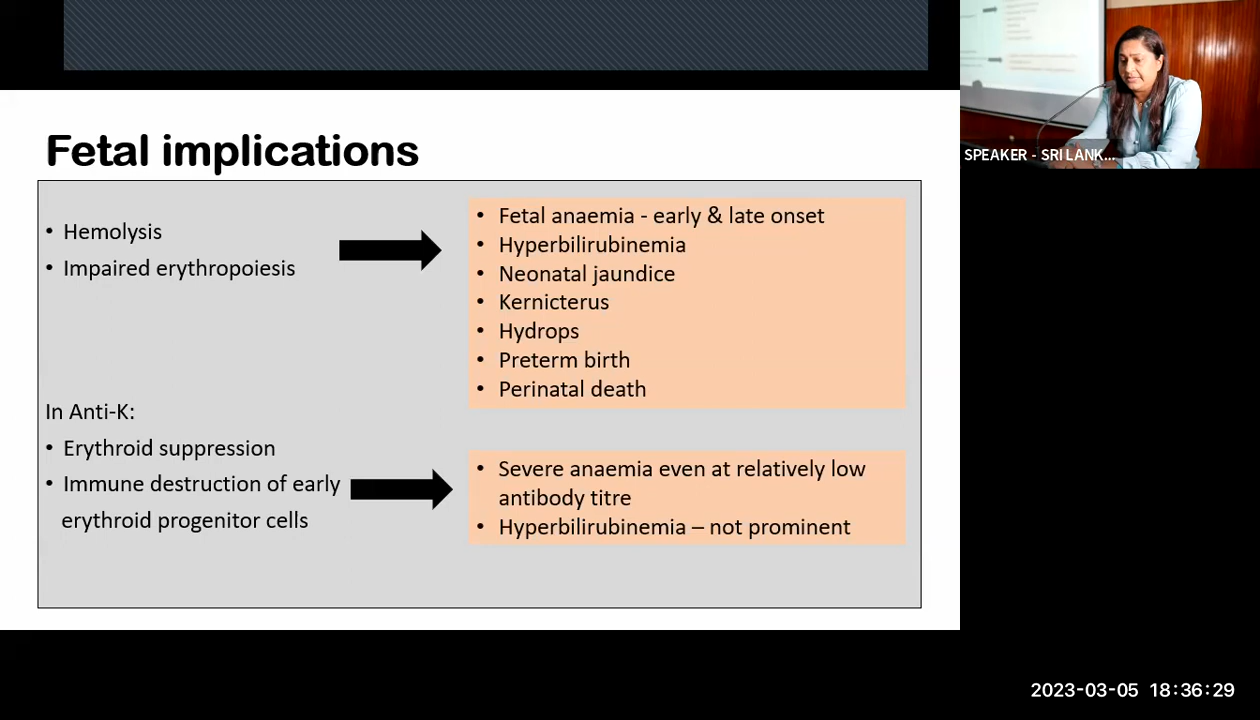 Fetal implications
• Hemolysis
• Impaired erythropoiesis
• Fetal anaemia - early & late onset
• Hyperbilirubinemia
• Neonatal jaundice
• Kernicterus
• Hydrops
• Preterm birth
• Perinatal death
In Anti-K:
• Erythroid suppression
• Immune destruction of early
erythroid progenitor cells
• Severe anaemia even at relatively low
antibody titre
• Hyperbilirubinemia – not prominent
SPEAKER - SRI LANK...
2023-03-05 18:36:29